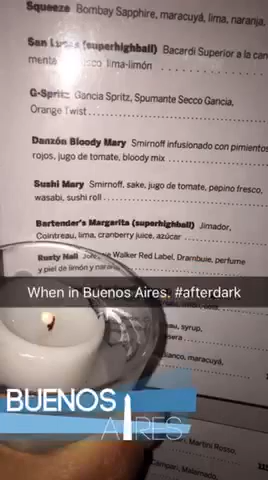 Squeeze Bombay Sapphire, maracuyá, lima, naranja.
San Lucas (superhighball) Bacardi Superior a la can
menta lima-limón
G-Spritz Gancia Spritz, Spumante Secco Gancia,
Orange Twist
Danzón Bloody Mary Smirnoff infusionado con pimientos
rojos, jugo de tomate, bloody mix
Sushi Mary Smirnoff, sake, jugo de tomate, pepino fresco,
wasabi, sushi roll
Bartender's Margarita (superhighball) Jimador,
Cointreau, lima, cranberry juice, azúcar
Rusty Nail Walker Red Label, Drambuie, perfume
y piel de limón y naranja
When in Buenos Aires. #afterdark
syrup,
maracuyá,
BUENOS
AIRES
Martini Rosso,
Campari,